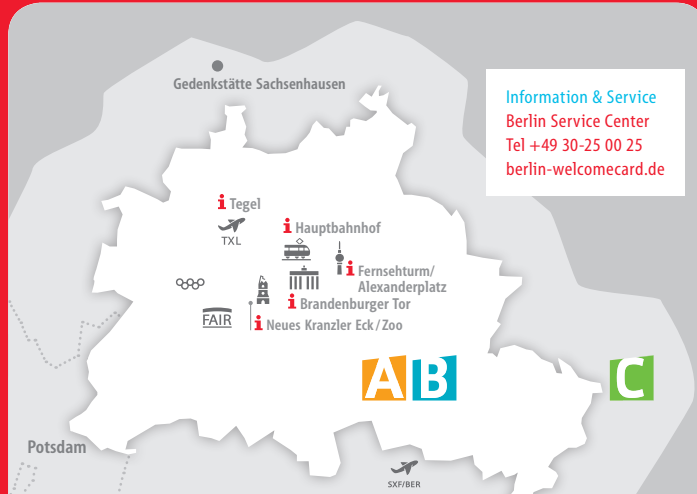 Gedenkstätte Sachsenhausen
Information & Service
Berlin Service Center
Tel +49 30-25 00 25
berlin-welcomecard.de
i Tegel
TXL
i Hauptbahnhof
i Fernsehturm/
Alexanderplatz
i Brandenburger Tor
FAIR
i Neues Kranzler Eck/Zoo
A B C
Potsdam
SXF/BER